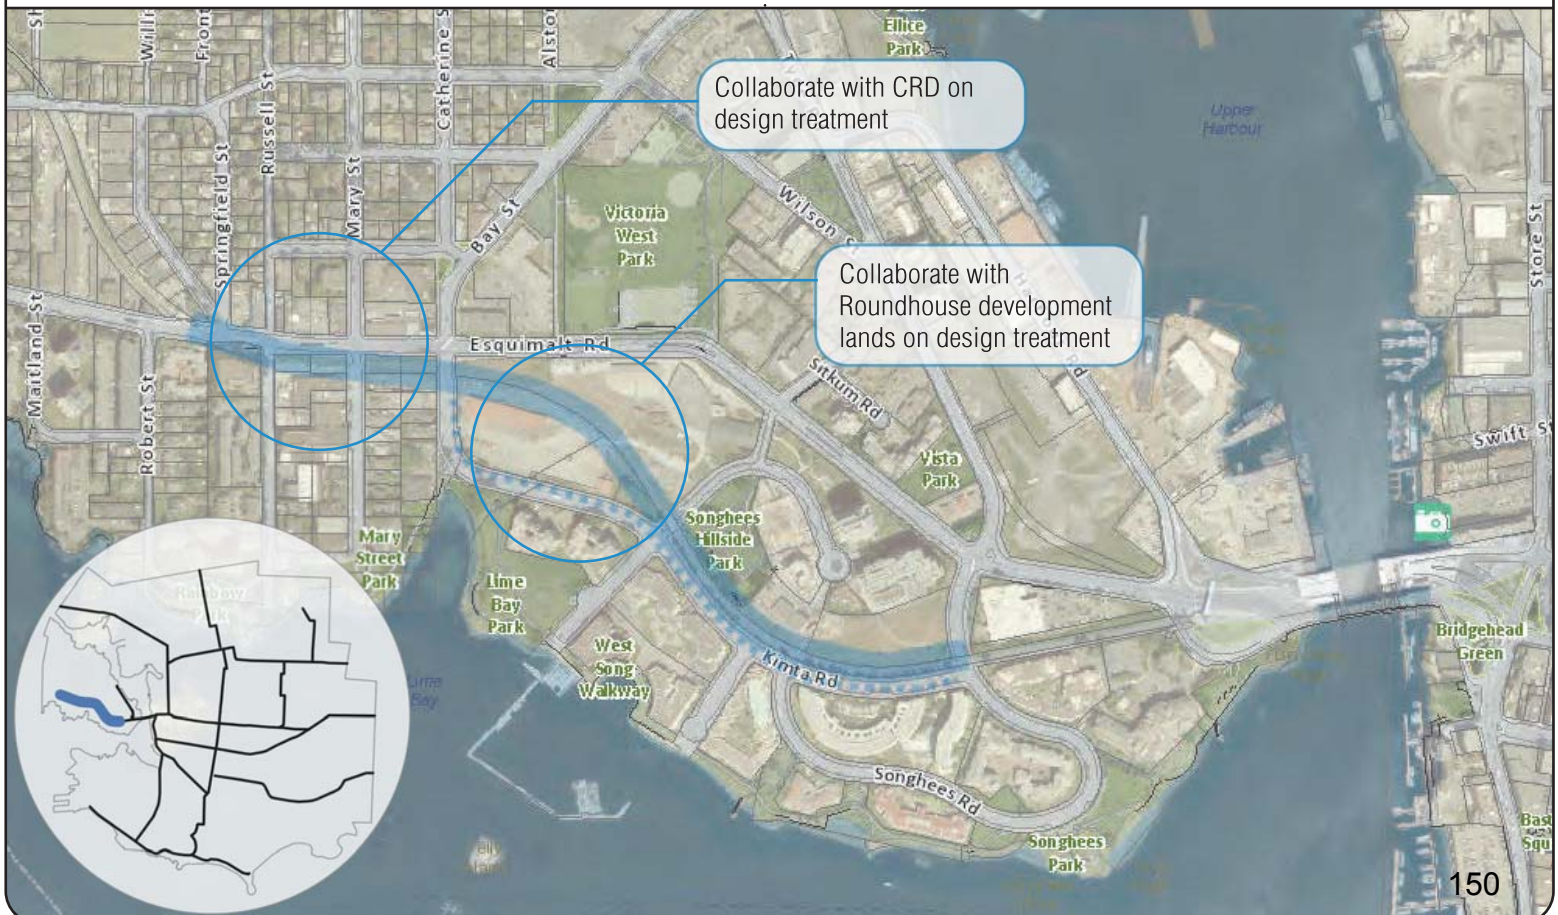 Ellice
Park
Collaborate with CRD on
design treatment
Upper
Harbour
Russell St
Catherine S
Mary St
Springfield St
Bay St
Victoria
West
Park
Wilson St
Store St
Collaborate with
Roundhouse development
lands on design treatment
Esquimalt Rd
Maitland St
Robert St
Sitkum Rd
Swift St
Vista
Park
Songhees
Hillside
Park
Mary
Street
Park
Lime
Bay
Park
West
Song
Walkway
Kimta Rd
Bridgehead
Green
Songhees Rd
Songhees
Park
150